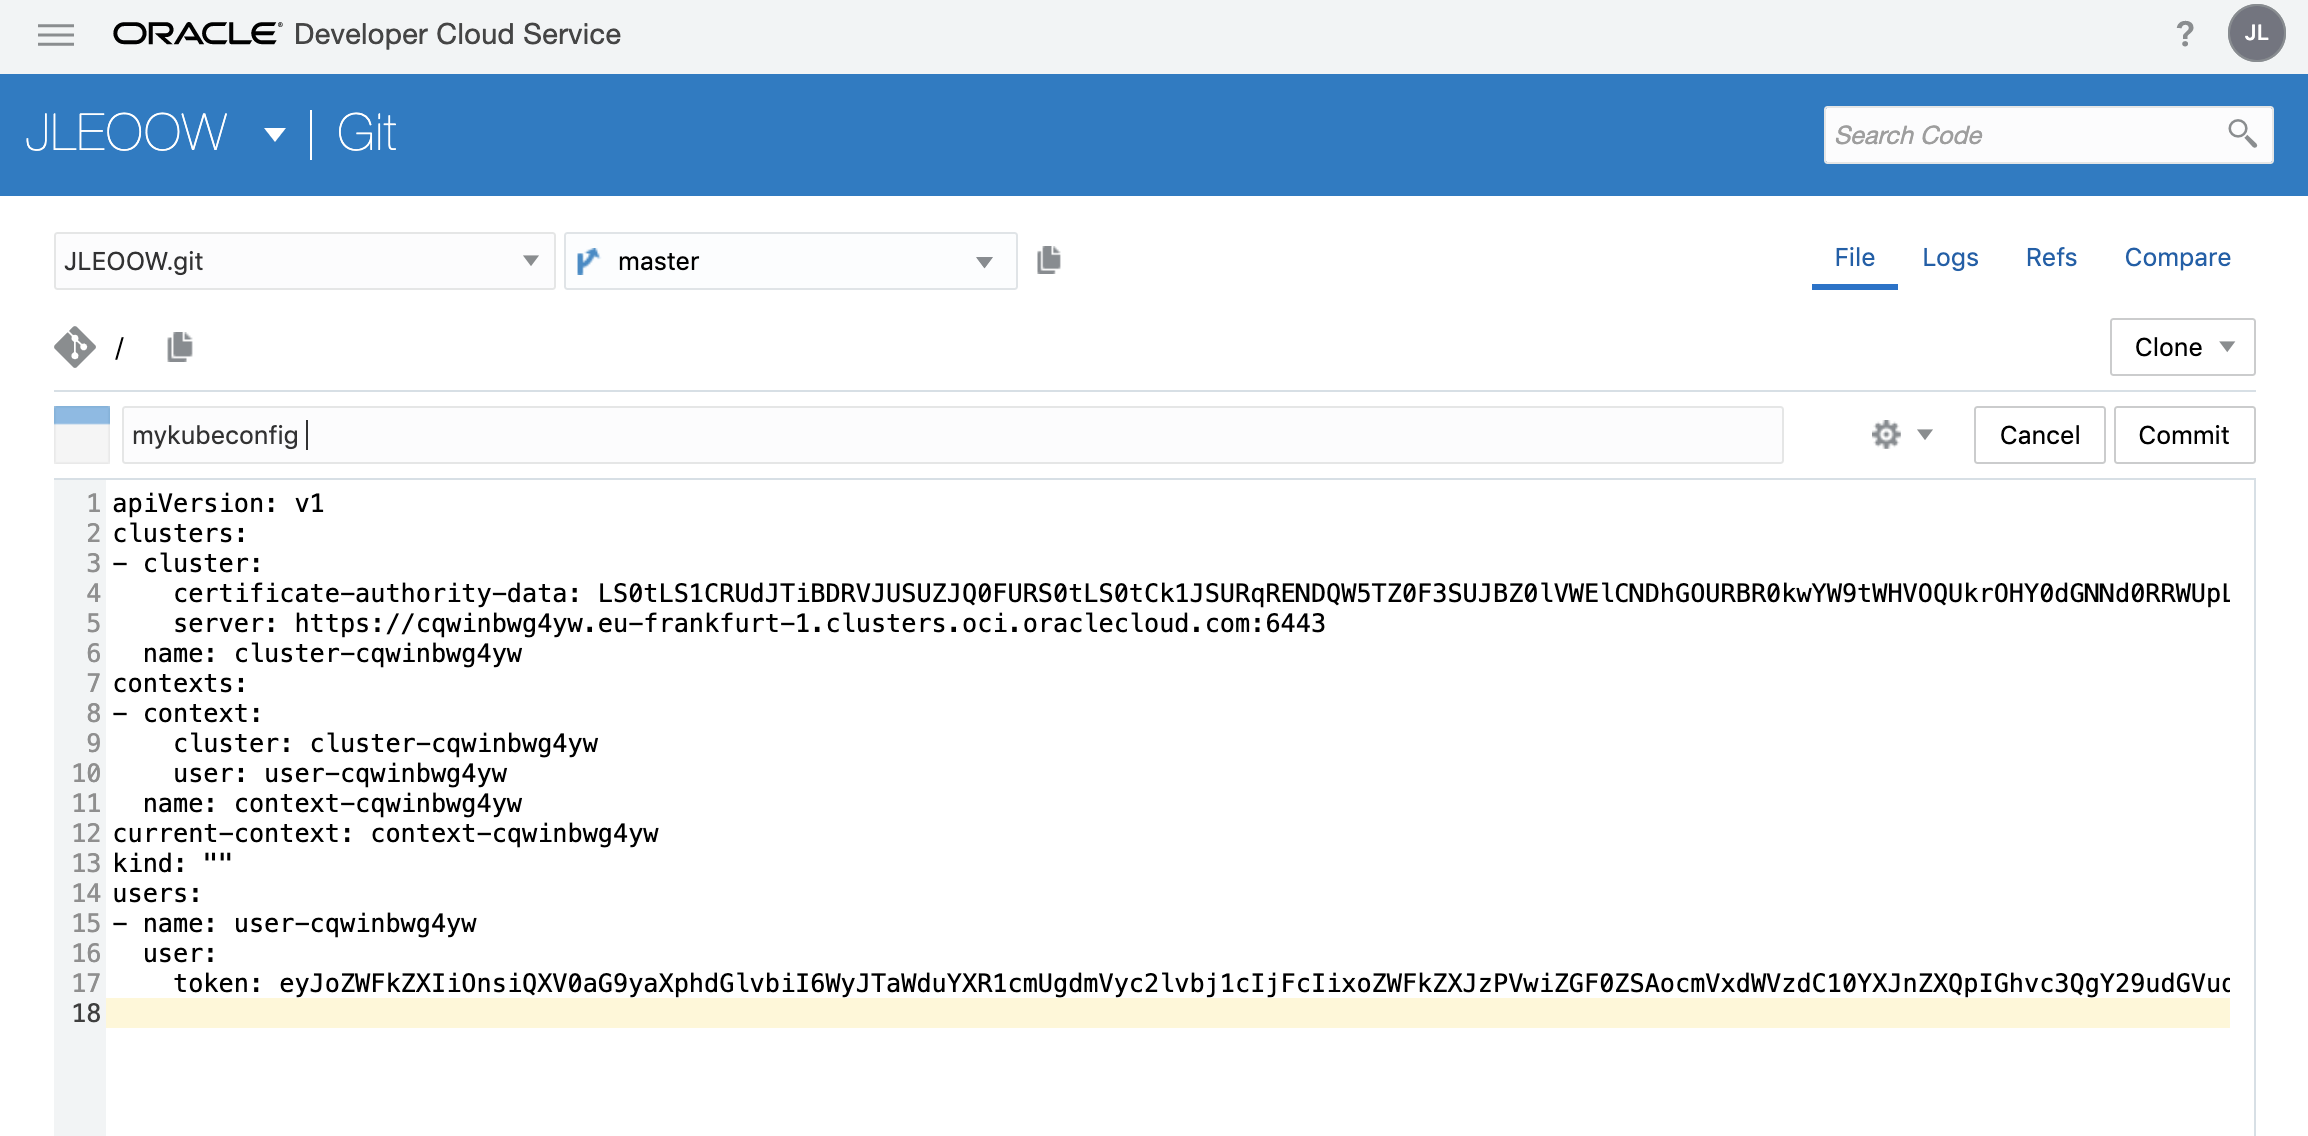 ORACLE® Developer Cloud Service ? JL
JLEOOW Git Search Code
JLEOOW.git master File Logs Refs Compare
/ Clone
mykubeconfig Cancel Commit
1 apiVersion: v1
2 clusters:
3 - cluster:
4 certificate-authority-data: LS0tLS1CRUdJTiBDRVJUSUZJQ0FURS0tLS0tCk1JSURqRENDQW5TZ0F3SUJBZ0lVWElCNDhGOURBR0kwYW9tWHVOQUkrOHY0dGNNd0RRWUpL
5 server: https://cqwinbwg4yw.eu-frankfurt-1.clusters.oci.oraclecloud.com:6443
6 name: cluster-cqwinbwg4yw
7 contexts:
8 - context:
9 cluster: cluster-cqwinbwg4yw
10 user: user-cqwinbwg4yw
11 name: context-cqwinbwg4yw
12 current-context: context-cqwinbwg4yw
13 kind: ""
14 users:
15 - name: user-cqwinbwg4yw
16 user:
17 token: eyJoZWFkZXIiOnsiQXV0aG9yaXphdGlvbiI6WyJTaWduYXR1cmUgdmVyc2lvbj1cIjFcIixoZWFkZXJzPVwiZGF0ZSAocmVxdWVzdC10YXJnZXQpIGhvc3QgY29udGVud
18